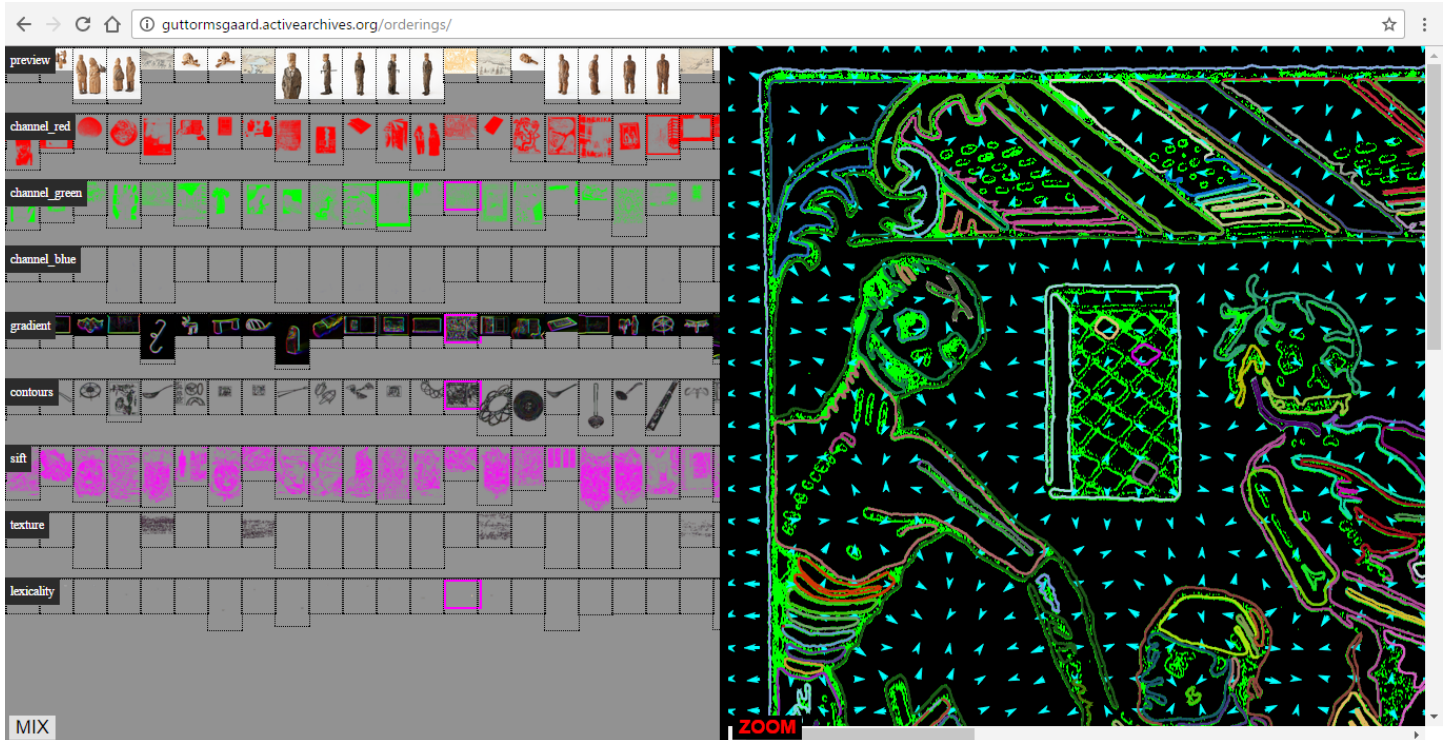 guttormsgaard.activearchives.org/orderings/
preview
channel_red
channel_green
channel_blue
gradient
contours
sift
texture
lexicality
MIX
ZOOM